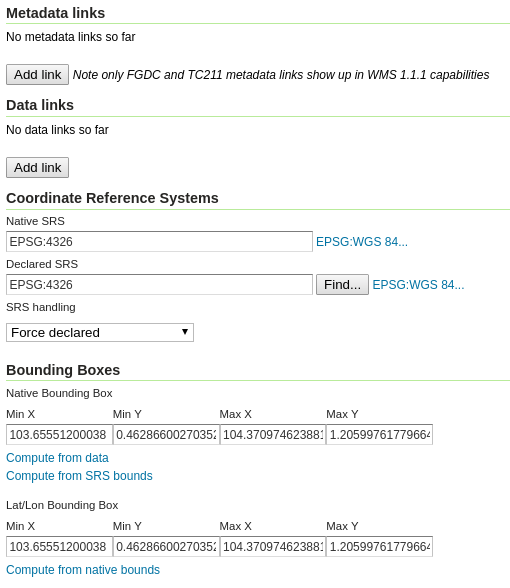 Metadata links
No metadata links so far
Add link Note only FGDC and TC211 metadata links show up in WMS 1.1.1 capabilities
Data links
No data links so far
Add link
Coordinate Reference Systems
Native SRS
EPSG:4326 EPSG:WGS 84...
Declared SRS
EPSG:4326 Find... EPSG:WGS 84...
SRS handling
Force declared
Bounding Boxes
Native Bounding Box
Min X Min Y Max X Max Y
103.65551200038 0.46286600270352 104.370974623881 1.20599761779664
Compute from data
Compute from SRS bounds
Lat/Lon Bounding Box
Min X Min Y Max X Max Y
103.65551200038 0.46286600270352 104.370974623881 1.20599761779664
Compute from native bounds